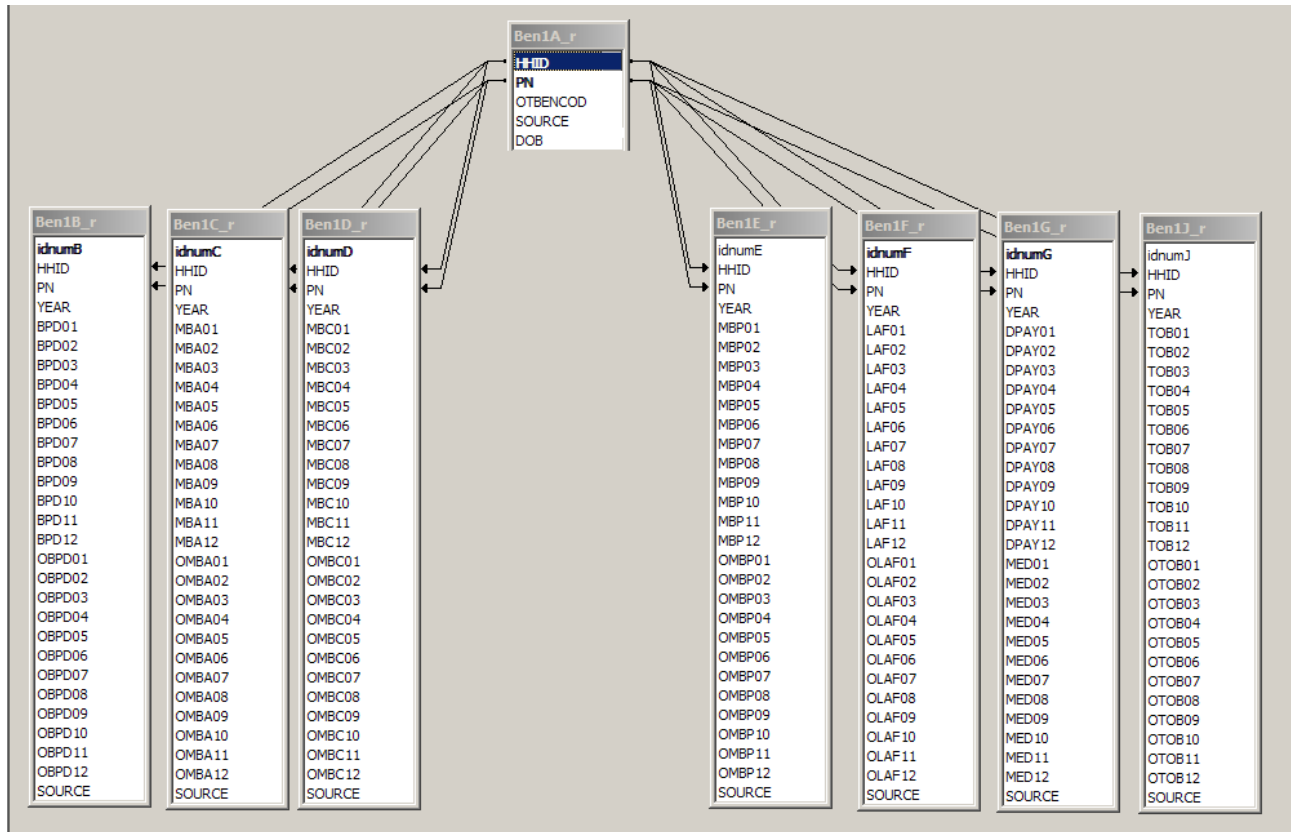 Ben1A_r
HHID
PN
OTBENCOD
SOURCE
DOB
Ben1B_r
idnumB
HHID
PN
YEAR
BPD01
BPD02
BPD03
BPD04
BPD05
BPD06
BPD07
BPD08
BPD09
BPD10
BPD11
BPD12
OBPD01
OBPD02
OBPD03
OBPD04
OBPD05
OBPD06
OBPD07
OBPD08
OBPD09
OBPD10
OBPD11
OBPD12
SOURCE
Ben1C_r
idnumC
HHID
PN
YEAR
MBA01
MBA02
MBA03
MBA04
MBA05
MBA06
MBA07
MBA08
MBA09
MBA10
MBA11
MBA12
OMBA01
OMBA02
OMBA03
OMBA04
OMBA05
OMBA06
OMBA07
OMBA08
OMBA09
OMBA10
OMBA11
OMBA12
SOURCE
Ben1D_r
idnumD
HHID
PN
YEAR
MBC01
MBC02
MBC03
MBC04
MBC05
MBC06
MBC07
MBC08
MBC09
MBC10
MBC11
MBC12
OMBC01
OMBC02
OMBC03
OMBC04
OMBC05
OMBC06
OMBC07
OMBC08
OMBC09
OMBC10
OMBC11
OMBC12
SOURCE
Ben1E_r
idnumE
HHID
PN
YEAR
MBP01
MBP02
MBP03
MBP04
MBP05
MBP06
MBP07
MBP08
MBP09
MBP10
MBP11
MBP12
OMBP01
OMBP02
OMBP03
OMBP04
OMBP05
OMBP06
OMBP07
OMBP08
OMBP09
OMBP10
OMBP11
OMBP12
SOURCE
Ben1F_r
idnumF
HHID
PN
YEAR
LAF01
LAF02
LAF03
LAF04
LAF05
LAF06
LAF07
LAF08
LAF09
LAF10
LAF11
LAF12
OLAF01
OLAF02
OLAF03
OLAF04
OLAF05
OLAF06
OLAF07
OLAF08
OLAF09
OLAF10
OLAF11
OLAF12
SOURCE
Ben1G_r
idnumG
HHID
PN
YEAR
DPAY01
DPAY02
DPAY03
DPAY04
DPAY05
DPAY06
DPAY07
DPAY08
DPAY09
DPAY10
DPAY11
DPAY12
MED01
MED02
MED03
MED04
MED05
MED06
MED07
MED08
MED09
MED10
MED11
MED12
SOURCE
Ben1J_r
idnumJ
HHID
PN
YEAR
TOB01
TOB02
TOB03
TOB04
TOB05
TOB06
TOB07
TOB08
TOB09
TOB10
TOB11
TOB12
OTOB01
OTOB02
OTOB03
OTOB04
OTOB05
OTOB06
OTOB07
OTOB08
OTOB09
OTOB10
OTOB11
OTOB12
SOURCE